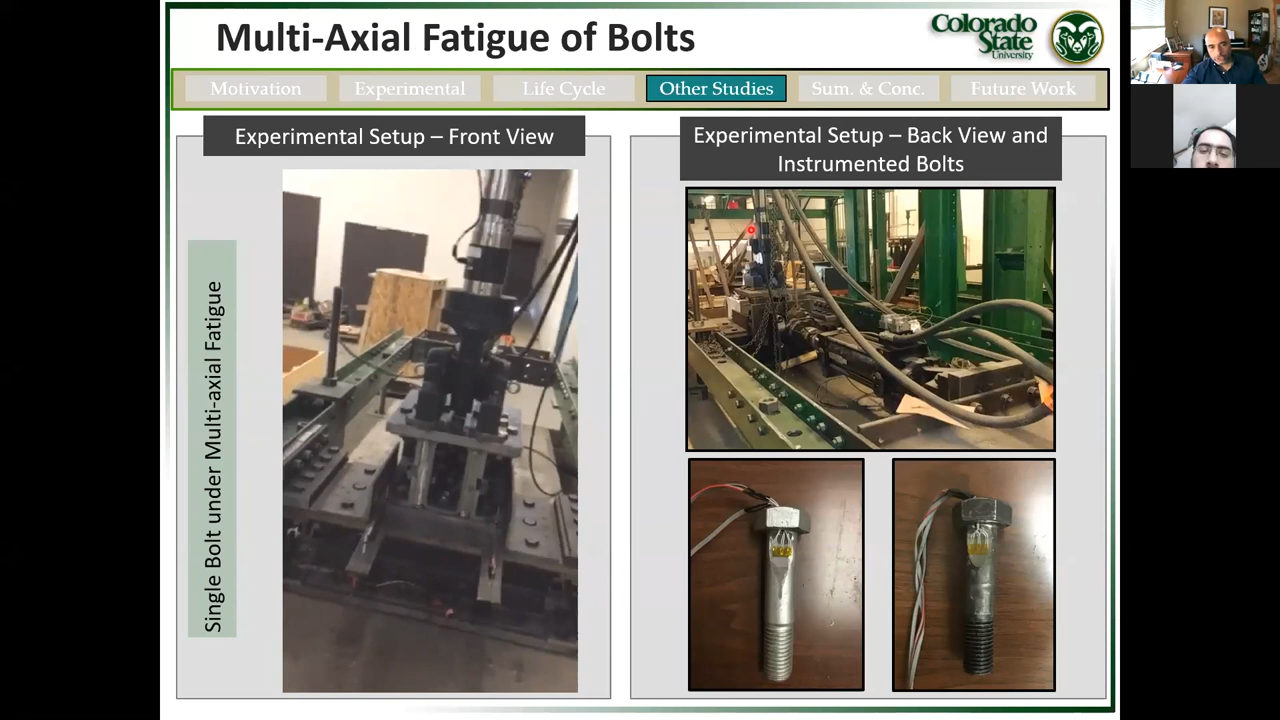 Multi-Axial Fatigue of Bolts
Colorado
State
University
Motivation
Experimental
Life Cycle
Other Studies
Sum. & Conc.
Future Work
Experimental Setup – Front View
Experimental Setup – Back View and
Instrumented Bolts
Single Bolt under Multi-axial Fatigue